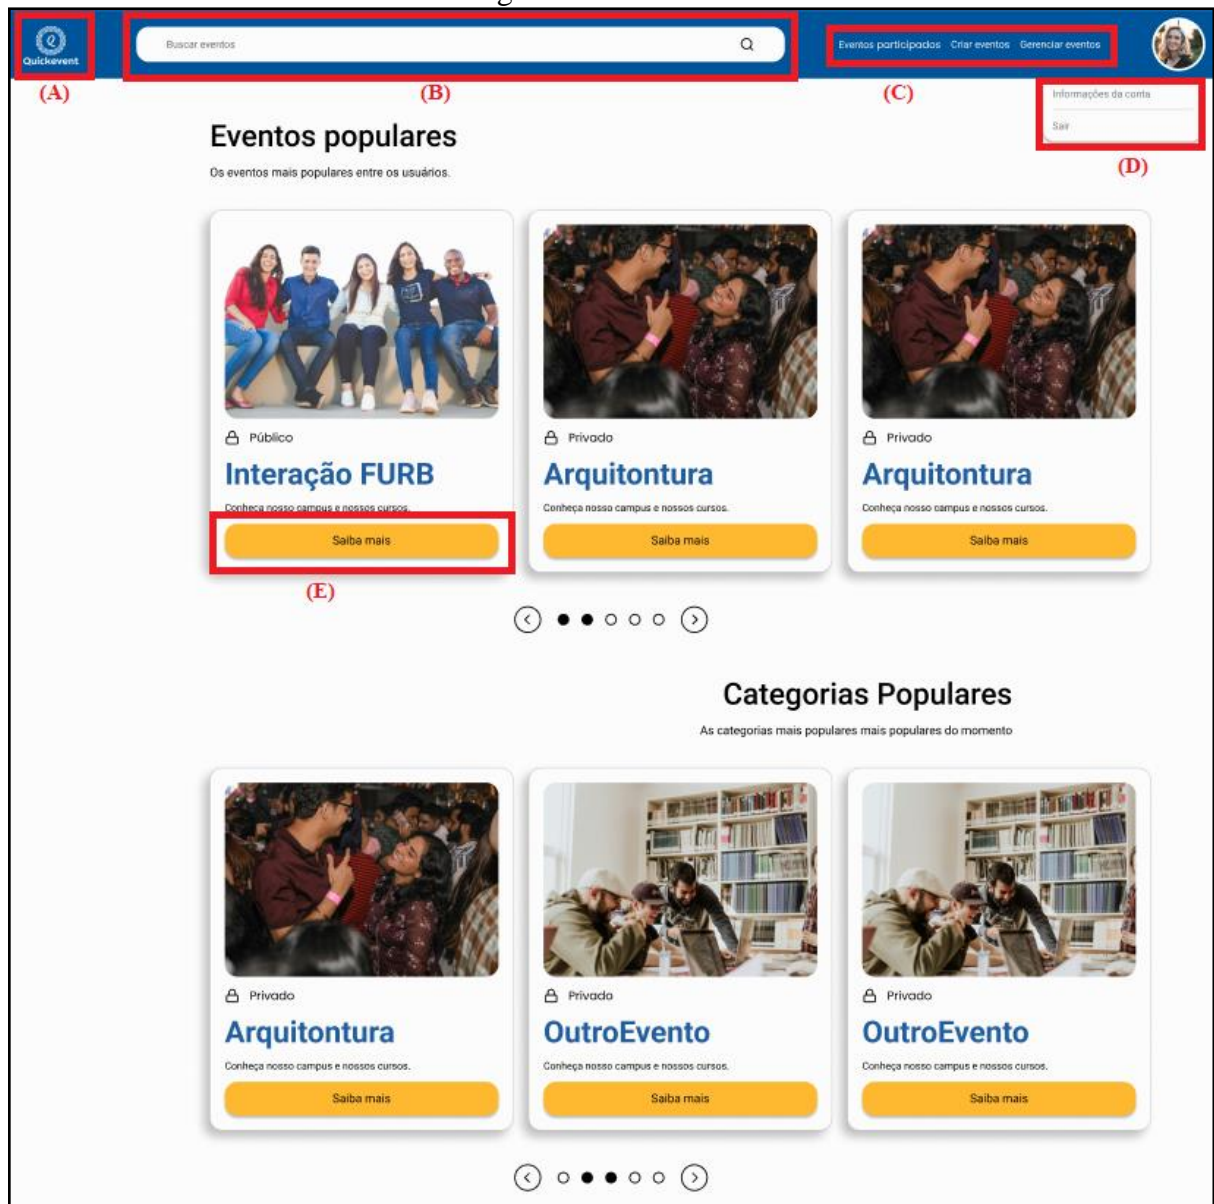 Quickevent
Buscar eventos
Eventos participados Criar eventos Gerenciar eventos
(A)
(B)
(C)
Informações da conta
Sair
(D)
Eventos populares
Os eventos mais populares entre os usuários.
Público
Privado
Privado
Interação FURB
Arquitontura
Arquitontura
Conheça nosso campus e nossos cursos.
Conheça nosso campus e nossos cursos.
Conheça nosso campus e nossos cursos.
Saiba mais
Saiba mais
Saiba mais
(E)
Categorias Populares
As categorias mais populares mais populares do momento
Privado
Privado
Privado
Arquitontura
OutroEvento
OutroEvento
Conheça nosso campus e nossos cursos.
Conheça nosso campus e nossos cursos.
Conheça nosso campus e nossos cursos.
Saiba mais
Saiba mais
Saiba mais